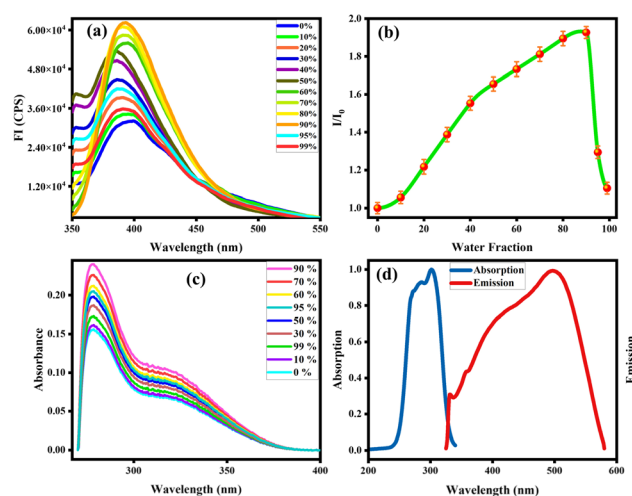 (a)
FI (CPS)
6.00×10⁴
4.80×10⁴
3.60×10⁴
2.40×10⁴
1.20×10⁴
350 400 450 500 550
Wavelength (nm)
0%
10%
20%
30%
40%
50%
60%
70%
80%
90%
95%
99%
(b)
I/I₀
2.0
1.8
1.6
1.4
1.2
1.0
0 20 40 60 80 100
Water Fraction
(c)
Absorbance
0.20
0.15
0.10
0.05
0.00
300 350 400
Wavelength (nm)
90 %
70 %
60 %
95 %
50 %
30 %
99 %
10 %
0 %
(d)
Absorption
Emission
Absorption
1.0
0.8
0.6
0.4
0.2
0.0
200 300 400 500 600
Wavelength (nm)
Emission
Emission